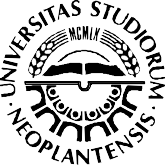 UNIVERSITAS STUDIORUM
MCMLX
· NEOPLANTENSIS ·